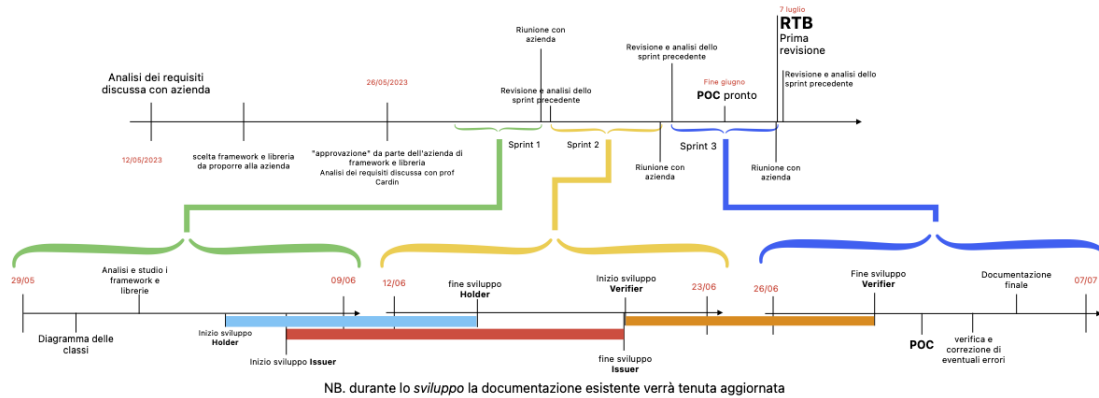 7 luglio
RTB
Prima
revisione
Riunione con
azienda
Revisione e analisi dello
sprint precedente
Revisione e analisi dello
sprint precedente
Analisi dei requisiti
discussa con azienda
26/05/2023
Fine giugno
POC pronto
Revisione e analisi dello
sprint precedente
12/05/2023
scelta framework e libreria
da proporre alla azienda
"approvazione" da parte dell'azienda di
framework e libreria
Analisi dei requisiti discussa con prof
Cardin
Sprint 1
Sprint 2
Sprint 3
Riunione con
azienda
Riunione con
azienda
29/05
Analisi e studio i
framework e
librerie
09/06
12/06
fine sviluppo
Holder
Inizio sviluppo
Verifier
23/06
26/06
Fine sviluppo
Verifier
Documentazione
finale
07/07
Diagramma delle
classi
Inizio sviluppo
Holder
Inizio sviluppo Issuer
fine sviluppo
Issuer
POC
verifica e
correzione di
eventuali errori
NB. durante lo sviluppo la documentazione esistente verrà tenuta aggiornata